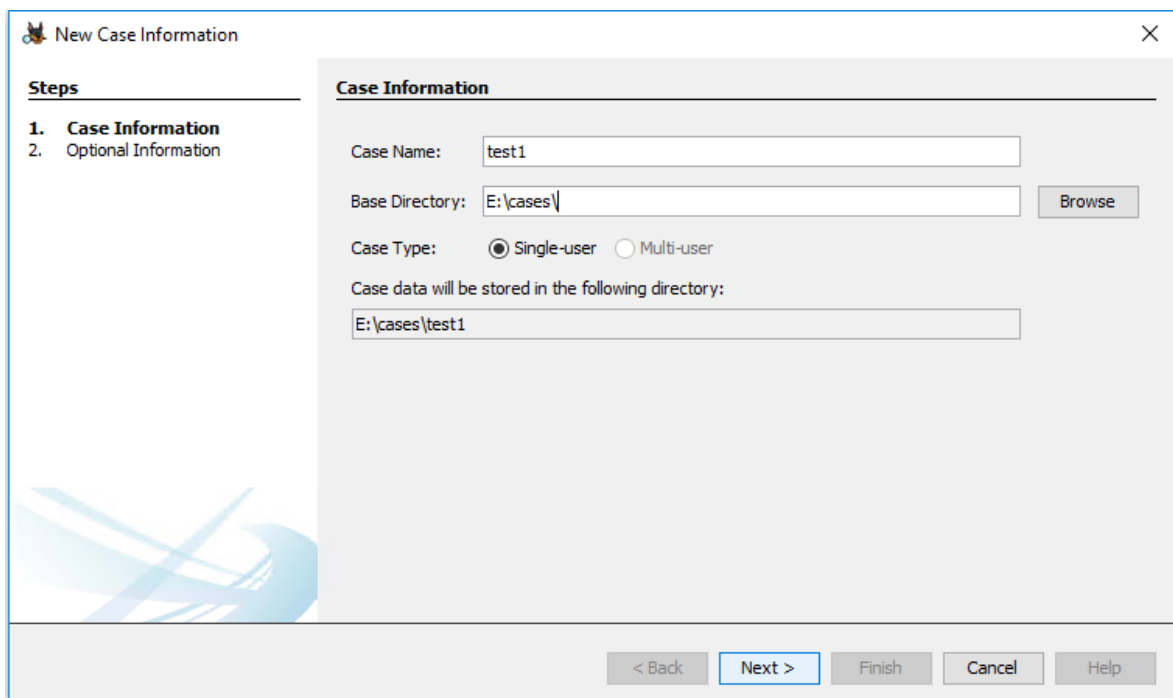 New Case Information
Steps
1. Case Information
2. Optional Information
Case Information
Case Name: test1
Base Directory: E:\cases\ Browse
Case Type: Single-user Multi-user
Case data will be stored in the following directory:
E:\cases\test1
< Back Next > Finish Cancel Help